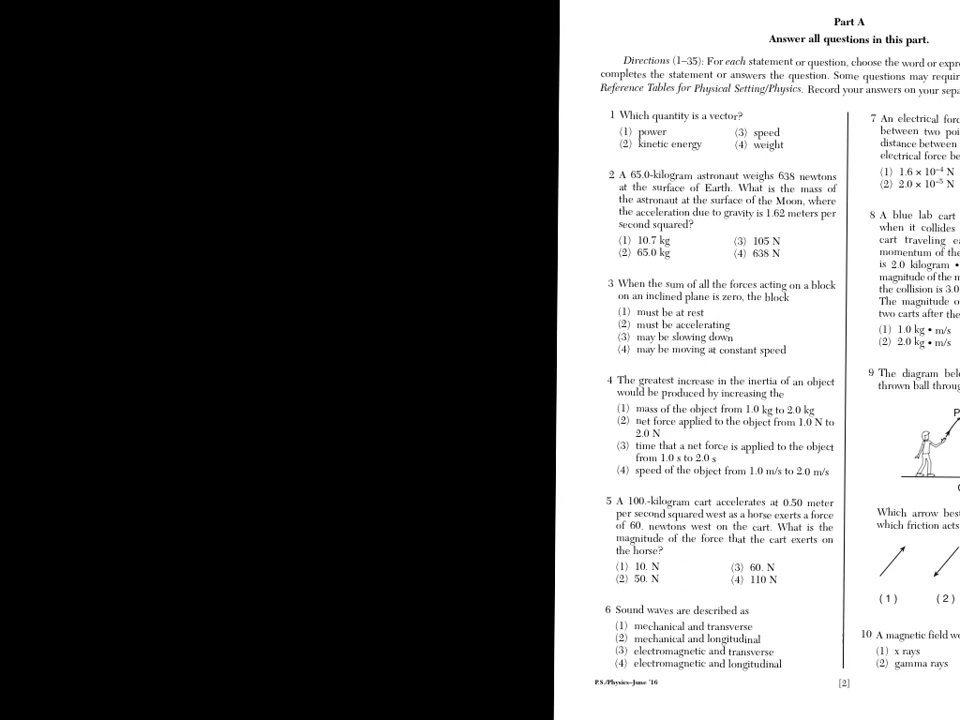 Part A
Answer all questions in this part.
Directions (1–35): For each statement or question, choose the word or expre
completes the statement or answers the question. Some questions may requir
Reference Tables for Physical Setting/Physics. Record your answers on your sepa
1 Which quantity is a vector?
(1) power (3) speed
(2) kinetic energy (4) weight
2 A 65.0-kilogram astronaut weighs 638 newtons
at the surface of Earth. What is the mass of
the astronaut at the surface of the Moon, where
the acceleration due to gravity is 1.62 meters per
second squared?
(1) 10.7 kg (3) 105 N
(2) 65.0 kg (4) 638 N
3 When the sum of all the forces acting on a block
on an inclined plane is zero, the block
(1) must be at rest
(2) must be accelerating
(3) may be slowing down
(4) may be moving at constant speed
4 The greatest increase in the inertia of an object
would be produced by increasing the
(1) mass of the object from 1.0 kg to 2.0 kg
(2) net force applied to the object from 1.0 N to
2.0 N
(3) time that a net force is applied to the object
from 1.0 s to 2.0 s
(4) speed of the object from 1.0 m/s to 2.0 m/s
5 A 100.-kilogram cart accelerates at 0.50 meter
per second squared west as a horse exerts a force
of 60. newtons west on the cart. What is the
magnitude of the force that the cart exerts on
the horse?
(1) 10. N (3) 60. N
(2) 50. N (4) 110 N
6 Sound waves are described as
(1) mechanical and transverse
(2) mechanical and longitudinal
(3) electromagnetic and transverse
(4) electromagnetic and longitudinal
7 An electrical forc
between two poi
distance between
electrical force be
(1) 1.6 × 10⁻⁴ N
(2) 2.0 × 10⁻⁵ N
8 A blue lab cart
when it collides
cart traveling ea
momentum of the
is 2.0 kilogram •
magnitude of the m
the collision is 3.0
The magnitude o
two carts after the
(1) 1.0 kg • m/s
(2) 2.0 kg • m/s
9 The diagram bel
thrown ball throug
P
Which arrow best
which friction acts
(1) (2)
10 A magnetic field wo
(1) x rays
(2) gamma rays
P.S./Physics–June '16
[2]